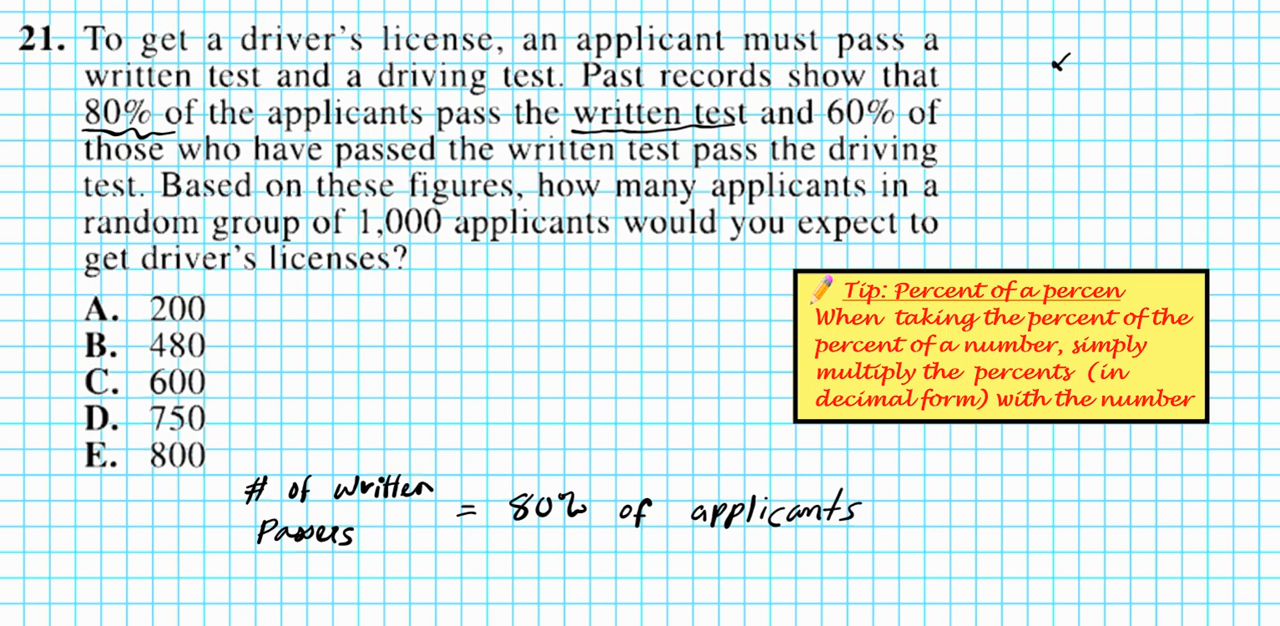 21. To get a driver's license, an applicant must pass a
written test and a driving test. Past records show that
80% of the applicants pass the written test and 60% of
those who have passed the written test pass the driving
test. Based on these figures, how many applicants in a
random group of 1,000 applicants would you expect to
get driver's licenses?
A. 200
B. 480
C. 600
D. 750
E. 800
Tip: Percent of a percen
When taking the percent of the
percent of a number, simply
multiply the percents (in
decimal form) with the number
# of written
Passers
= 80% of applicants